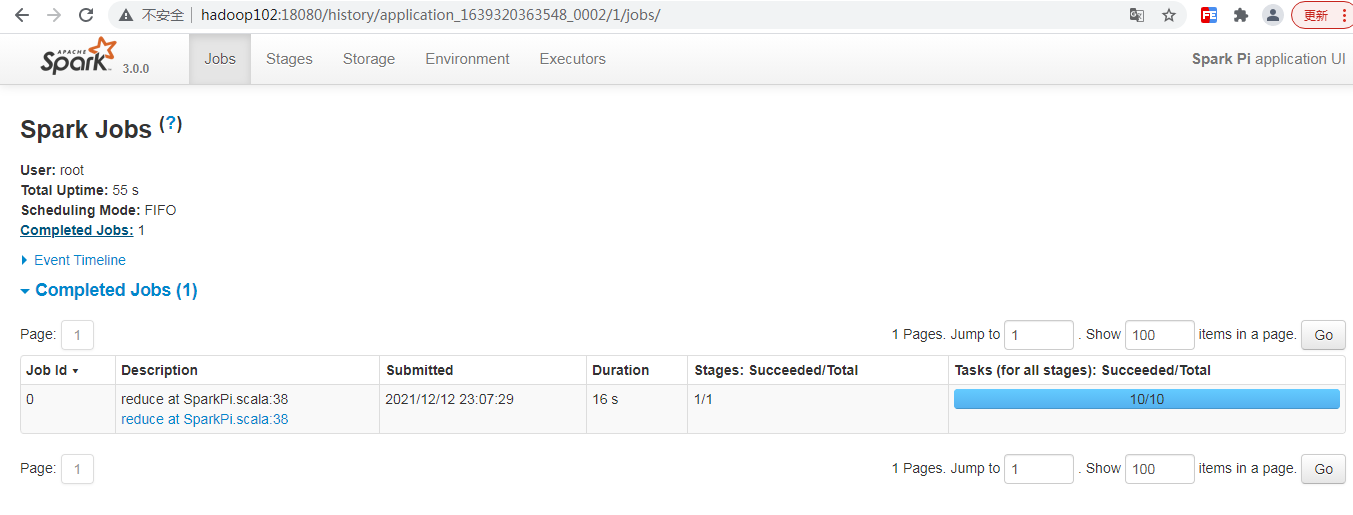 不安全 hadoop102:18080/history/application_1639320363548_0002/1/jobs/ 更新
APACHE Spark 3.0.0 Jobs Stages Storage Environment Executors Spark Pi application UI
Spark Jobs (?)
User: root
Total Uptime: 55 s
Scheduling Mode: FIFO
Completed Jobs: 1
Event Timeline
Completed Jobs (1)
Page: 1 1 Pages. Jump to 1 . Show 100 items in a page. Go
Job Id Description Submitted Duration Stages: Succeeded/Total Tasks (for all stages): Succeeded/Total
0 reduce at SparkPi.scala:38 2021/12/12 23:07:29 16 s 1/1 10/10
reduce at SparkPi.scala:38
Page: 1 1 Pages. Jump to 1 . Show 100 items in a page. Go